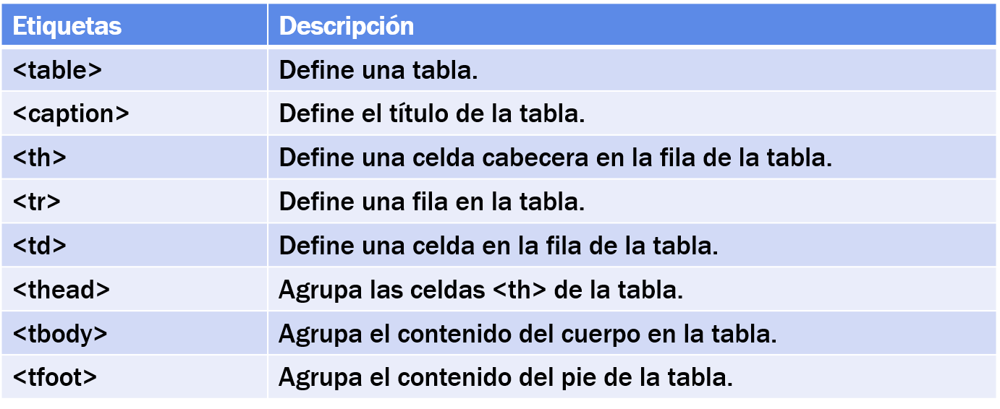 Etiquetas Descripción
<table> Define una tabla.
<caption> Define el título de la tabla.
<th> Define una celda cabecera en la fila de la tabla.
<tr> Define una fila en la tabla.
<td> Define una celda en la fila de la tabla.
<thead> Agrupa las celdas <th> de la tabla.
<tbody> Agrupa el contenido del cuerpo en la tabla.
<tfoot> Agrupa el contenido del pie de la tabla.